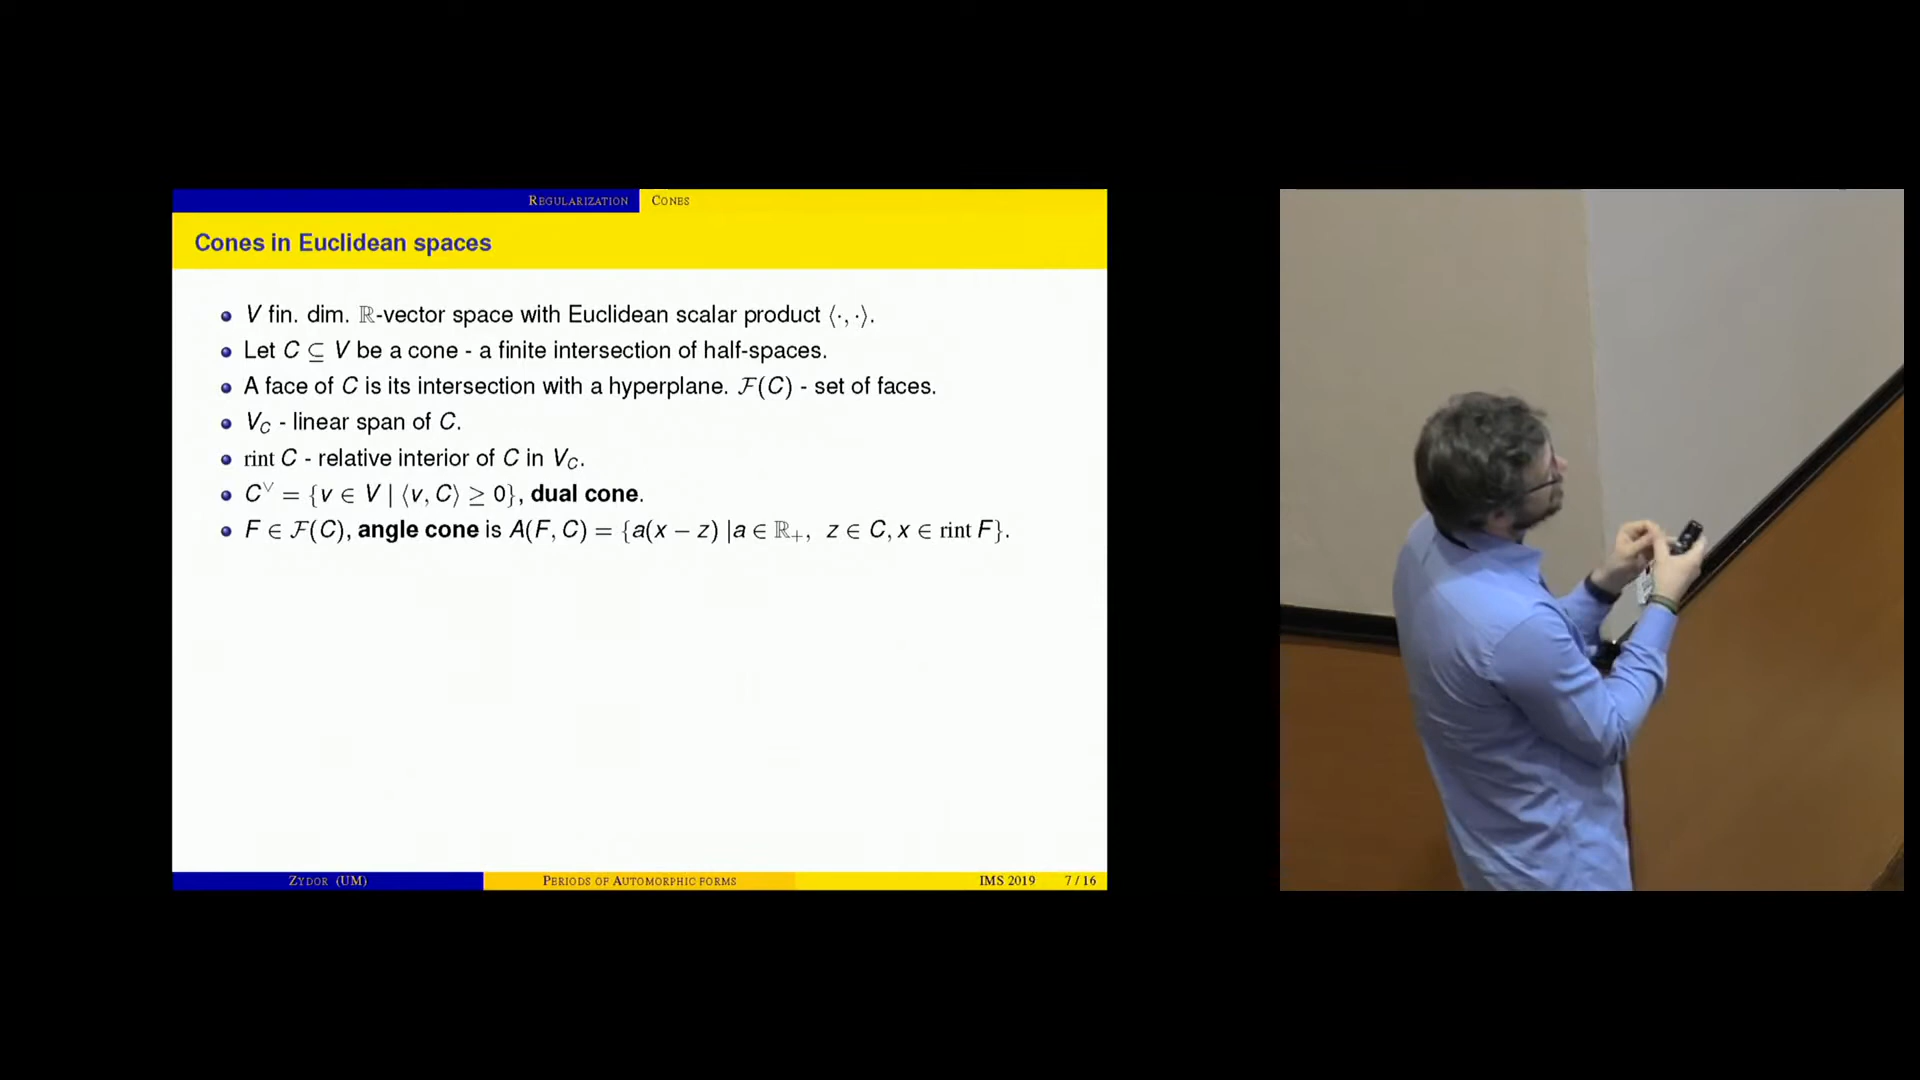 REGULARIZATION CONES
Cones in Euclidean spaces
V fin. dim. ℝ-vector space with Euclidean scalar product ⟨·, ·⟩.
Let C ⊆ V be a cone - a finite intersection of half-spaces.
A face of C is its intersection with a hyperplane. ℱ(C) - set of faces.
V_C - linear span of C.
rint C - relative interior of C in V_C.
C^∨ = {v ∈ V | ⟨v, C⟩ ≥ 0}, dual cone.
F ∈ ℱ(C), angle cone is A(F, C) = {a(x − z) |a ∈ ℝ₊, z ∈ C, x ∈ rint F}.
ZYDOR (UM) PERIODS OF AUTOMORPHIC FORMS IMS 2019 7 / 16